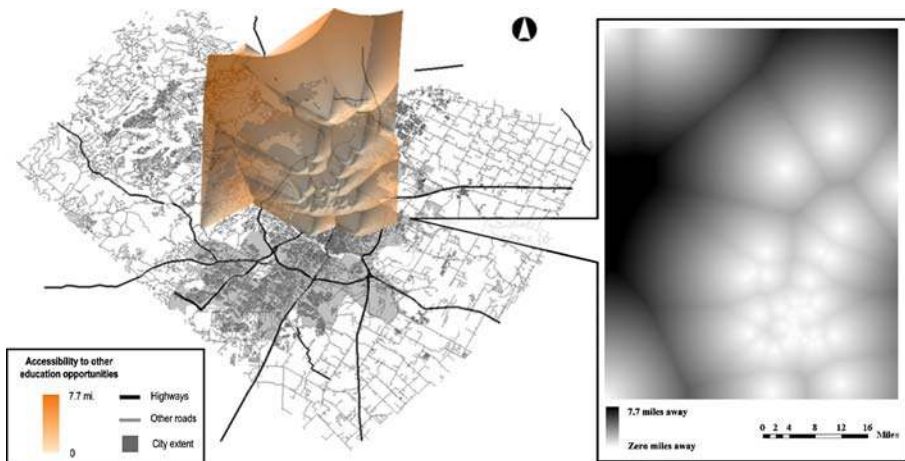 Accessibility to other
education opportunities
7.7 mi.
0
Highways
Other roads
City extent
7.7 miles away
Zero miles away
0 2 4 8 12 16
Miles